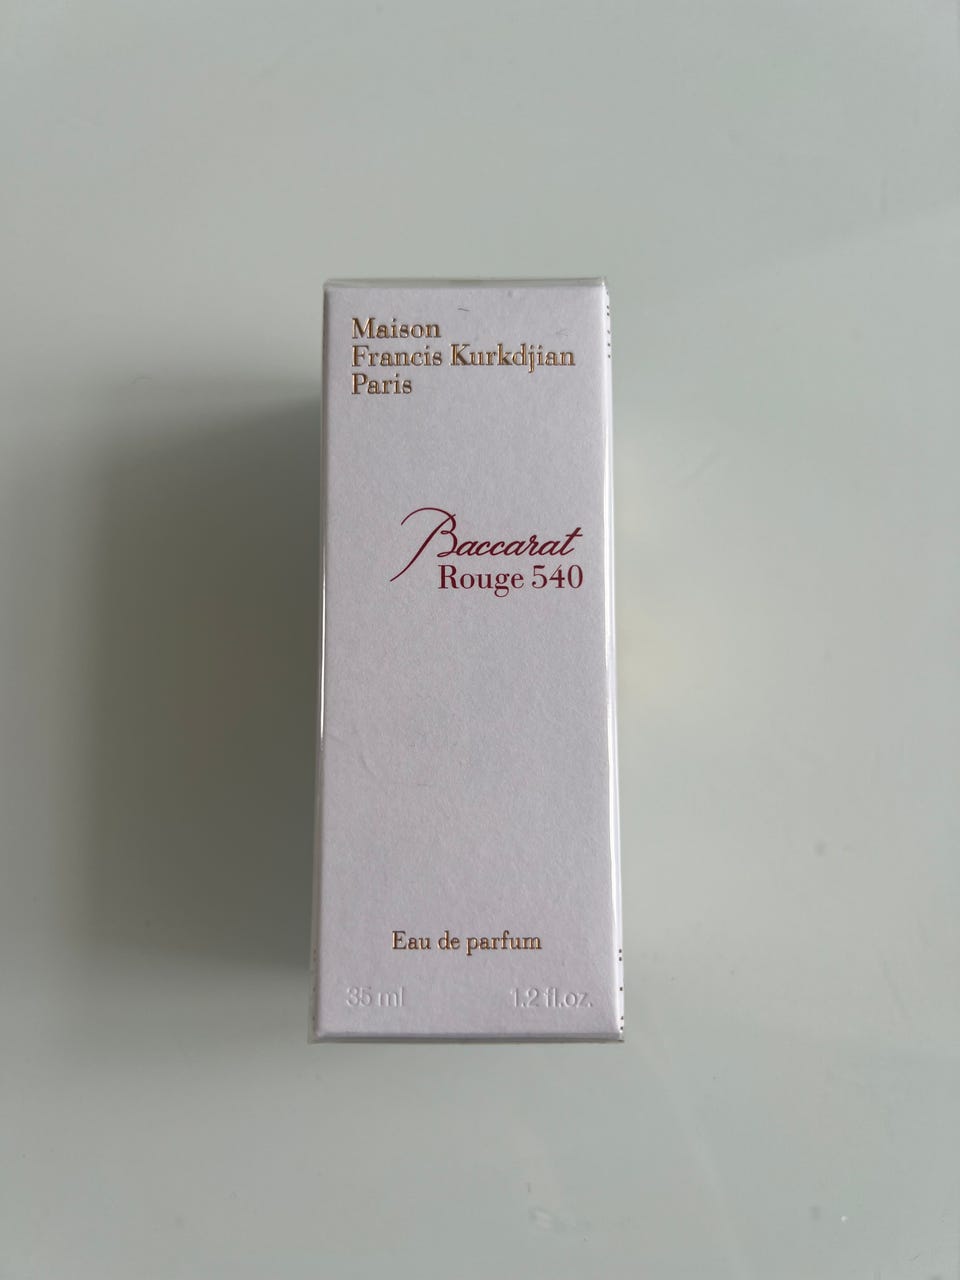 Maison
Francis Kurkdjian
Paris
Baccarat
Rouge 540
Eau de parfum
35 ml 1.2 fl.oz.